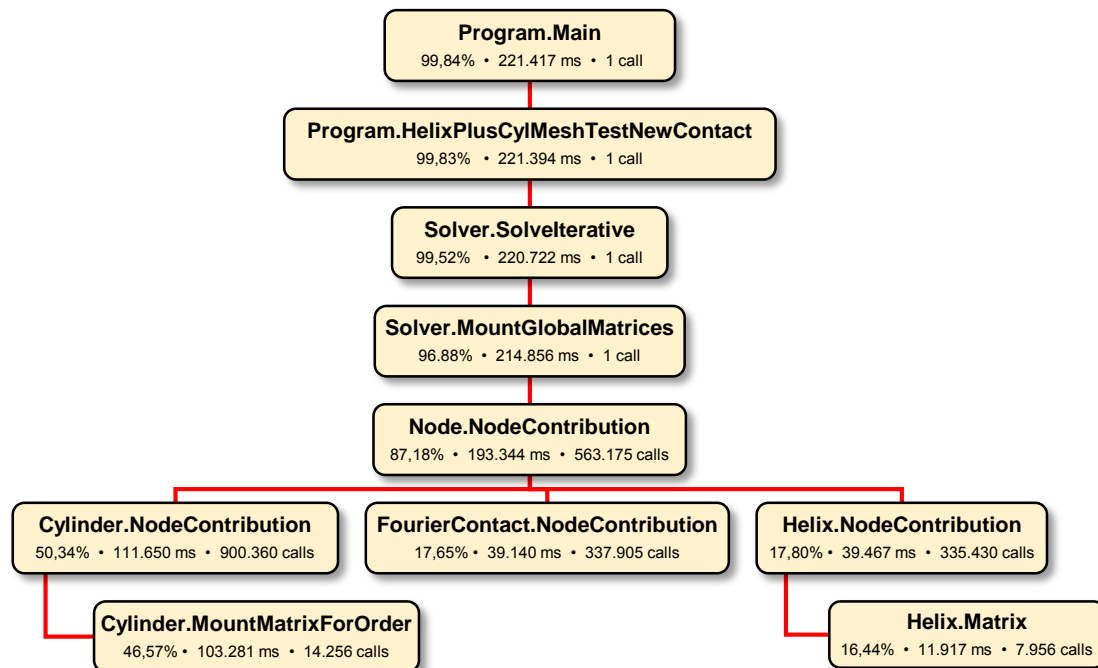 Program.Main
99,84% • 221.417 ms • 1 call
Program.HelixPlusCylMeshTestNewContact
99,83% • 221.394 ms • 1 call
Solver.SolveIterative
99,52% • 220.722 ms • 1 call
Solver.MountGlobalMatrices
96.88% • 214.856 ms • 1 call
Node.NodeContribution
87,18% • 193.344 ms • 563.175 calls
Cylinder.NodeContribution
50,34% • 111.650 ms • 900.360 calls
FourierContact.NodeContribution
17,65% • 39.140 ms • 337.905 calls
Helix.NodeContribution
17,80% • 39.467 ms • 335.430 calls
Cylinder.MountMatrixForOrder
46,57% • 103.281 ms • 14.256 calls
Helix.Matrix
16,44% • 11.917 ms • 7.956 calls